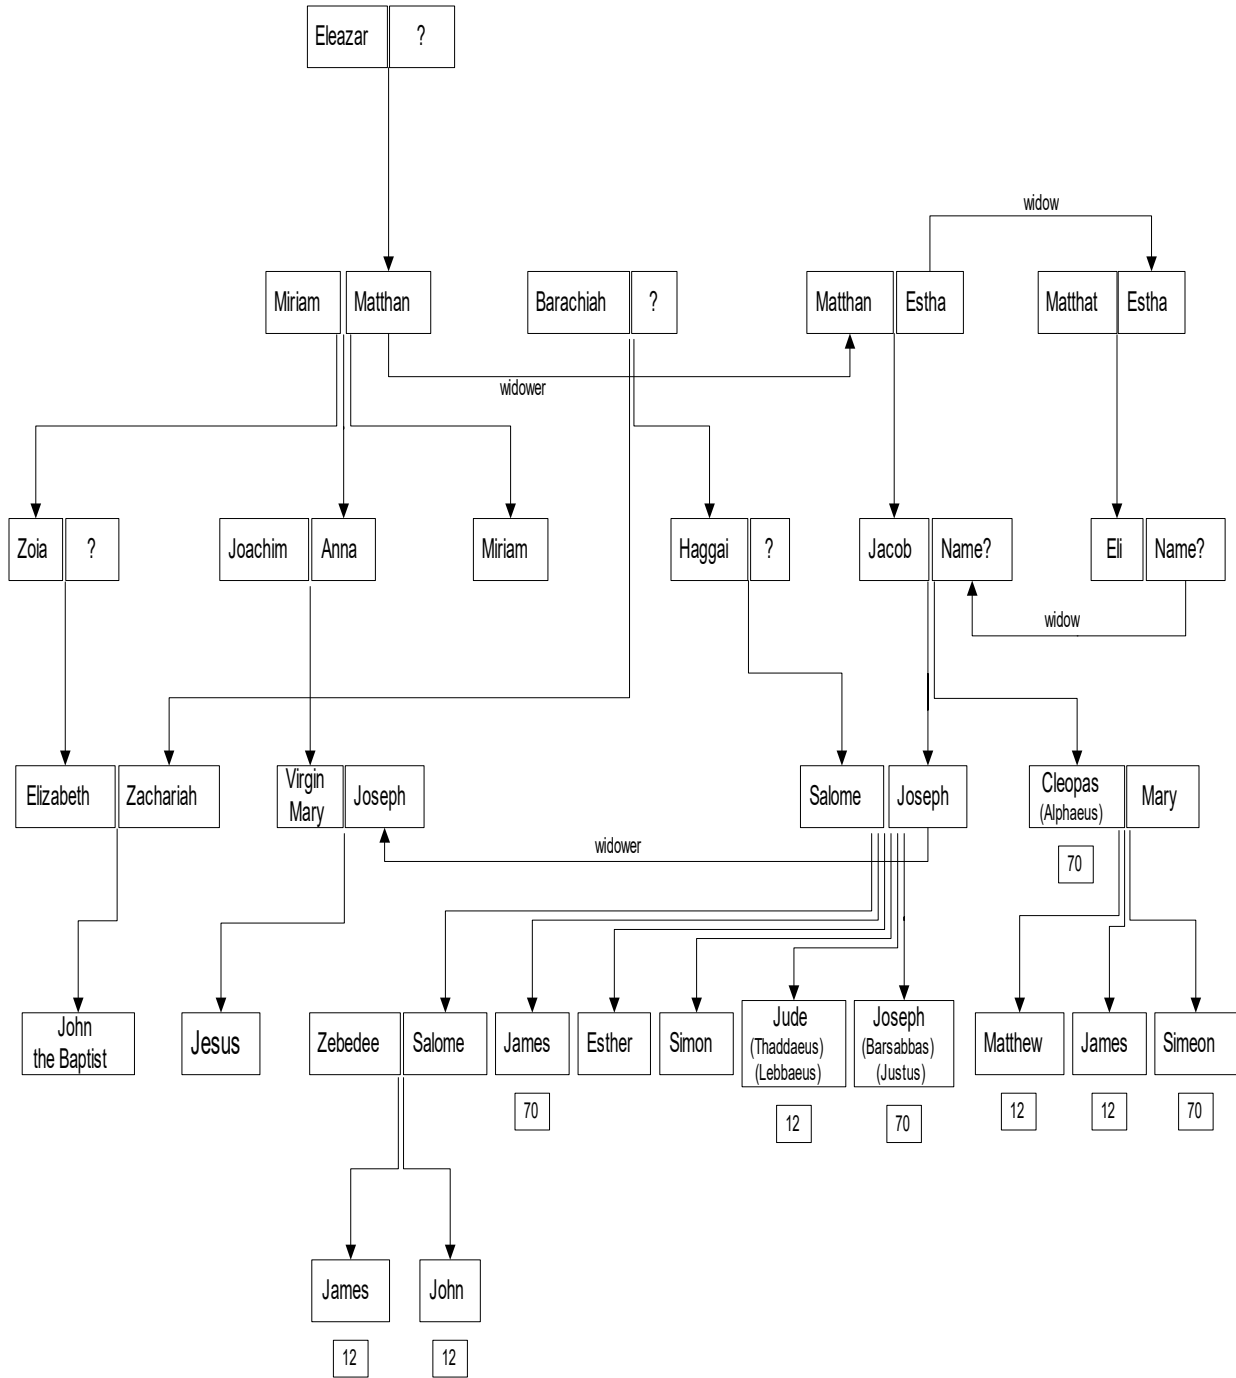 Eleazar
?
widow
Miriam
Matthan
Barachiah
?
Matthan
Estha
Matthat
Estha
widower
Zoia
?
Joachim
Anna
Miriam
Haggai
?
Jacob
Name?
Eli
Name?
widow
Elizabeth
Zachariah
Virgin
Mary
Joseph
Salome
Joseph
Cleopas
(Alphaeus)
Mary
widower
70
John
the Baptist
Jesus
Zebedee
Salome
James
Esther
Simon
Jude
(Thaddaeus)
(Lebbaeus)
Joseph
(Barsabbas)
(Justus)
Matthew
James
Simeon
70
12
70
12
12
70
James
John
12
12